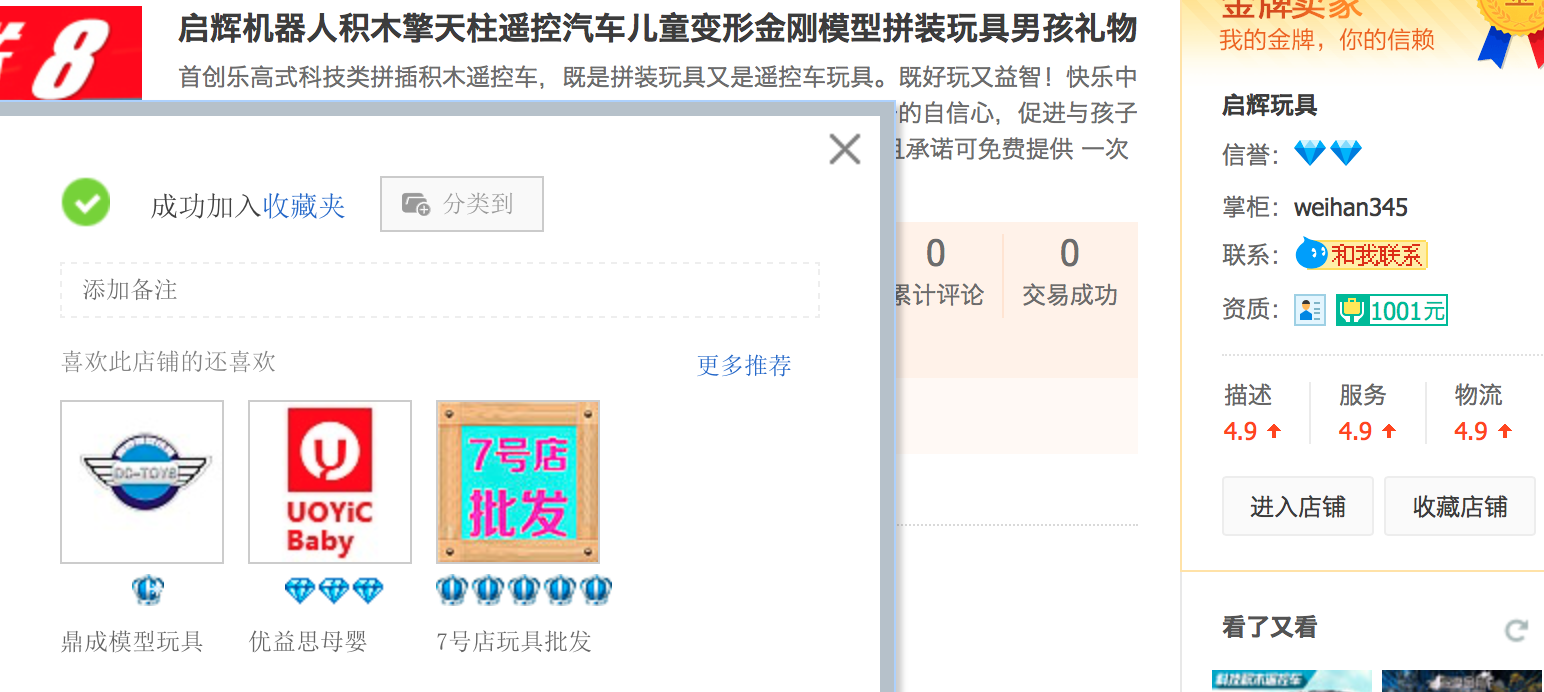 8
启辉机器人积木擎天柱遥控汽车儿童变形金刚模型拼装玩具男孩礼物
首创乐高式科技类拼插积木遥控车，既是拼装玩具又是遥控车玩具。既好玩又益智！快乐中
的自信心，促进与孩子
且承诺可免费提供 一次
成功加入收藏夹
分类到
添加备注
喜欢此店铺的还喜欢
更多推荐
DC-TOYS
UOYiC
Baby
7号店
批发
鼎成模型玩具
优益思母婴
7号店玩具批发
0
累计评论
0
交易成功
金牌卖家
我的金牌，你的信赖
启辉玩具
信誉：
掌柜：weihan345
联系：和我联系
资质：1001元
描述
服务
物流
4.9
4.9
4.9
进入店铺
收藏店铺
看了又看
科技积木遥控车